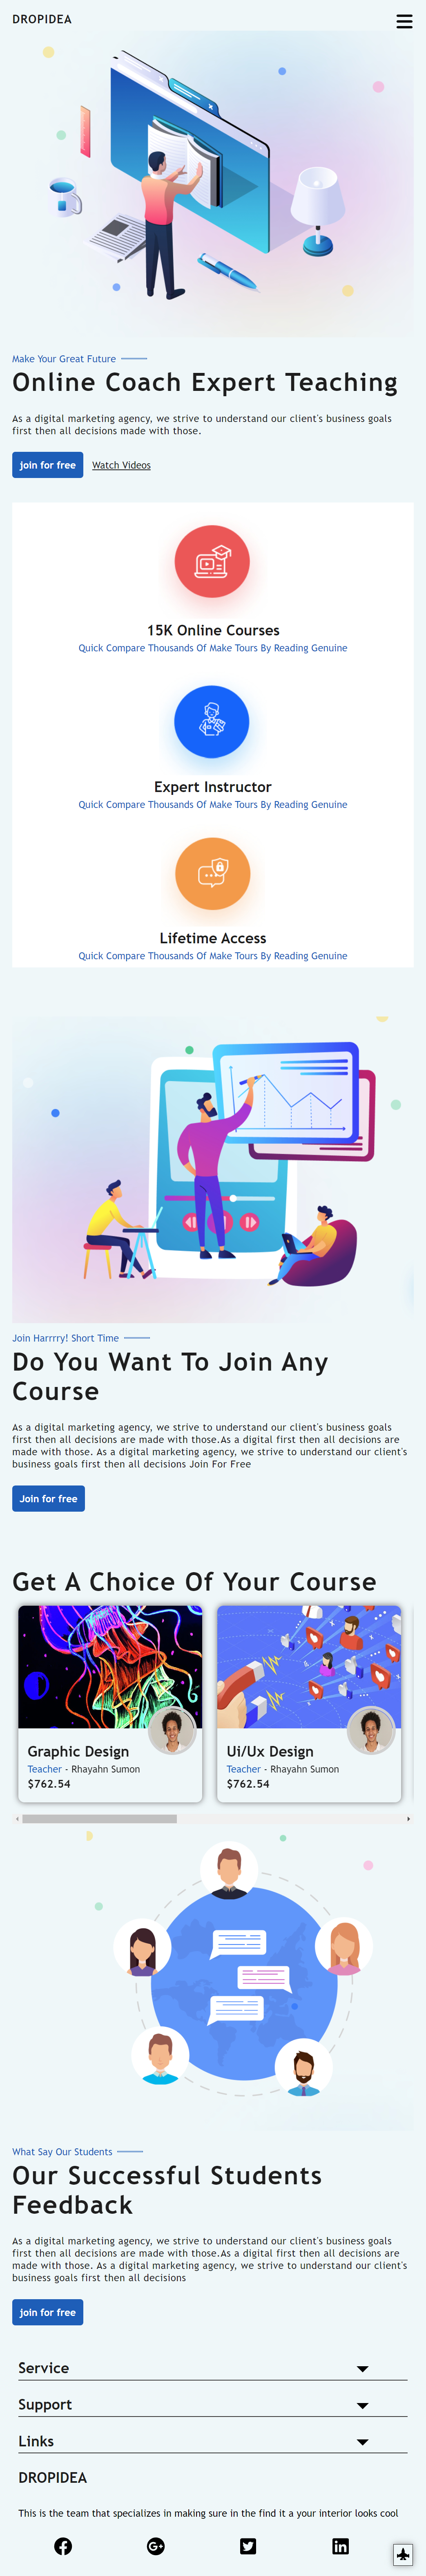 DROPIDEA
Make Your Great Future
Online Coach Expert Teaching
As a digital marketing agency, we strive to understand our client's business goals
first then all decisions made with those.
join for free
Watch Videos
15K Online Courses
Quick Compare Thousands Of Make Tours By Reading Genuine
Expert Instructor
Quick Compare Thousands Of Make Tours By Reading Genuine
Lifetime Access
Quick Compare Thousands Of Make Tours By Reading Genuine
Join Harrrry! Short Time
Do You Want To Join Any
Course
As a digital marketing agency, we strive to understand our client's business goals
first then all decisions are made with those.As a digital first then all decisions are
made with those. As a digital marketing agency, we strive to understand our client's
business goals first then all decisions Join For Free
Join for free
Get A Choice Of Your Course
Graphic Design
Teacher - Rhayahn Sumon
$762.54
Ui/Ux Design
Teacher - Rhayahn Sumon
$762.54
What Say Our Students
Our Successful Students
Feedback
As a digital marketing agency, we strive to understand our client's business goals
first then all decisions are made with those.As a digital first then all decisions are
made with those. As a digital marketing agency, we strive to understand our client's
business goals first then all decisions
join for free
Service
Support
Links
DROPIDEA
This is the team that specializes in making sure in the find it a your interior looks cool